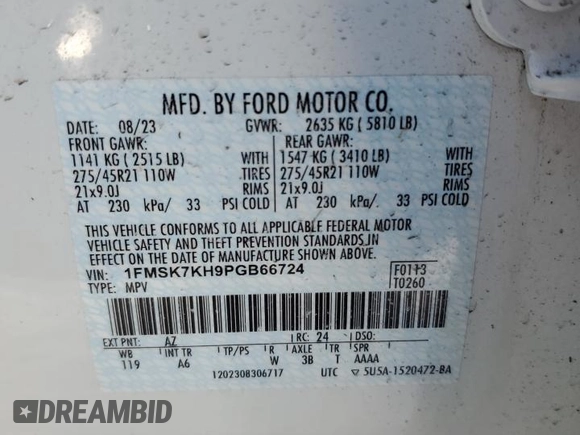 MFD. BY FORD MOTOR CO.
DATE: 08/23 GVWR: 2635 KG (5810 LB)
FRONT GAWR: REAR GAWR:
1141 KG (2515 LB) WITH 1547 KG (3410 LB) WITH
275/45R21 110W TIRES 275/45R21 110W TIRES
21x9.0J RIMS 21x9.0J RIMS
AT 230 kPa/ 33 PSI COLD AT 230 kPa/ 33 PSI COLD
THIS VEHICLE CONFORMS TO ALL APPLICABLE FEDERAL MOTOR
VEHICLE SAFETY AND THEFT PREVENTION STANDARDS IN
EFFECT ON THE DATE OF MANUFACTURE SHOWN ABOVE.
VIN: 1FMSK7KH9PGB66724 F0113
TYPE: MPV T0260
EXT PNT: AZ RC: 24 DSO:
WB INT TR TP/PS R AXLE TR SPR
119 A6 W 3B T AAAA
1202308306717 UTC ▽ 5U5A-1520472-BA
DREAMBID